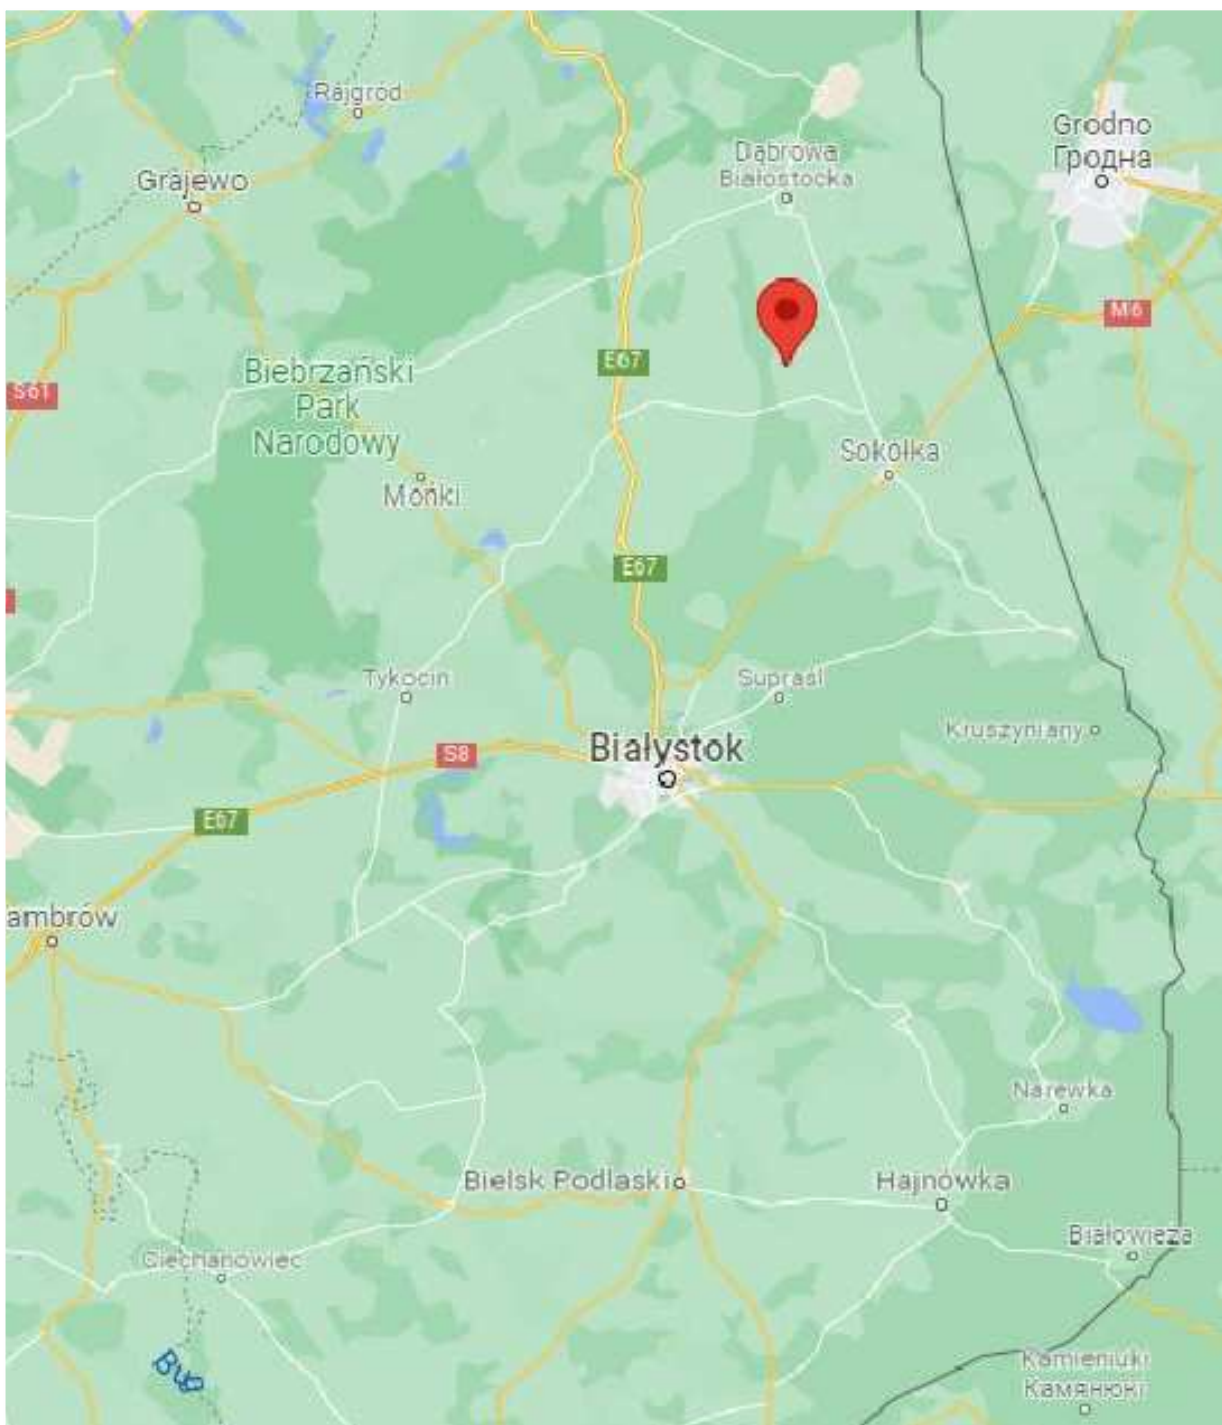 Rajgród
Grajewo
Dąbrowa
Białostocka
Grodno
Гродна
M6
E67
S61
Biebrzański
Park
Narodowy
Mońki
Sokółka
E67
Tykocin
Supraśl
Kruszyniany
Białystok
S8
E67
ambrów
Narewka
Bielsk Podlaski
Hajnówka
Białowieża
Ciechanowiec
Bug
Kamieniuki
Камянюкі